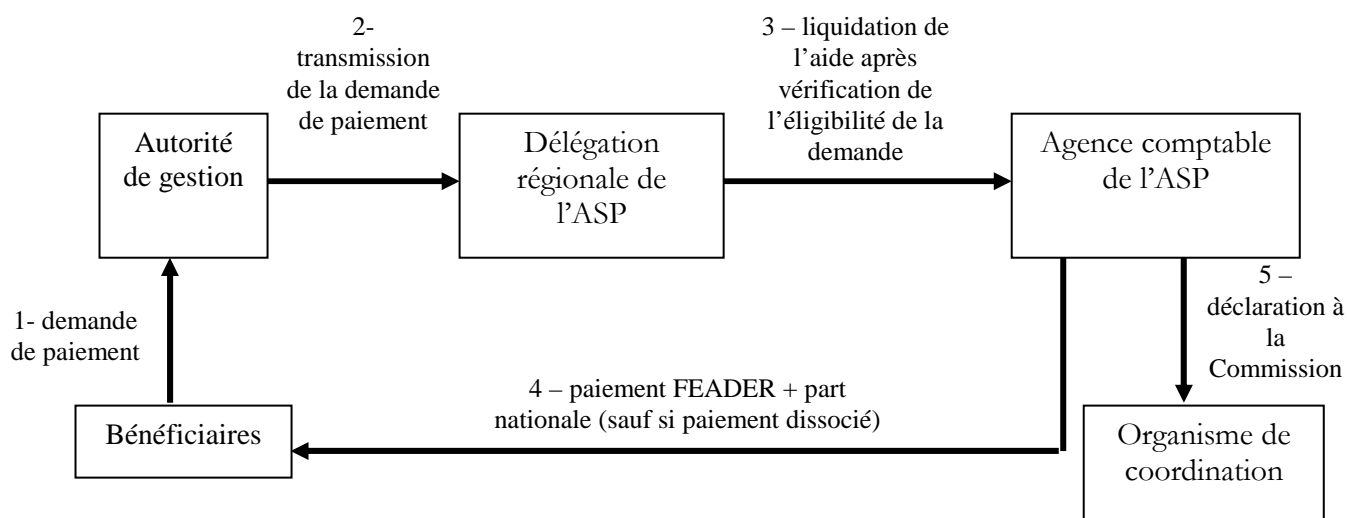 2-
transmission
de la demande
de paiement
3 – liquidation de
l’aide après
vérification de
l’éligibilité de la
demande
Autorité
de gestion
Délégation
régionale de
l’ASP
Agence comptable
de l’ASP
1- demande
de paiement
5 –
déclaration à
la
Commission
4 – paiement FEADER + part
nationale (sauf si paiement dissocié)
Bénéficiaires
Organisme de
coordination